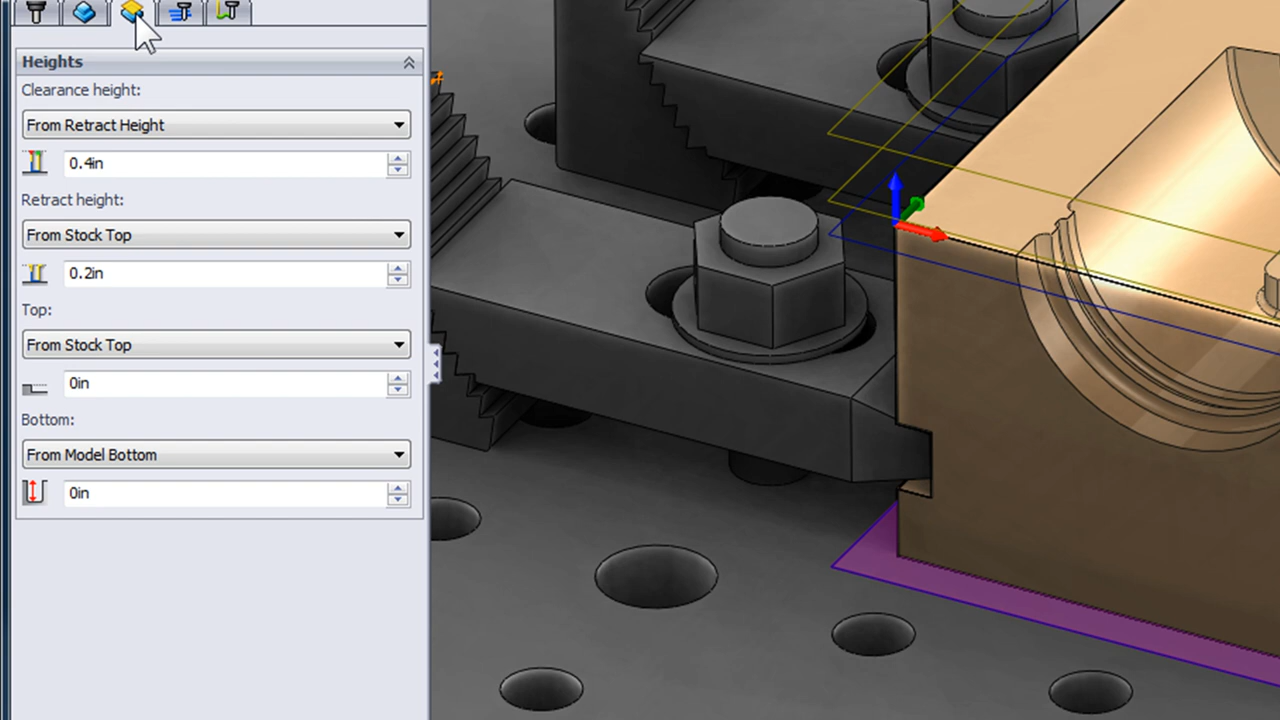 Heights
Clearance height:
From Retract Height
0.4in
Retract height:
From Stock Top
0.2in
Top:
From Stock Top
0in
Bottom:
From Model Bottom
0in